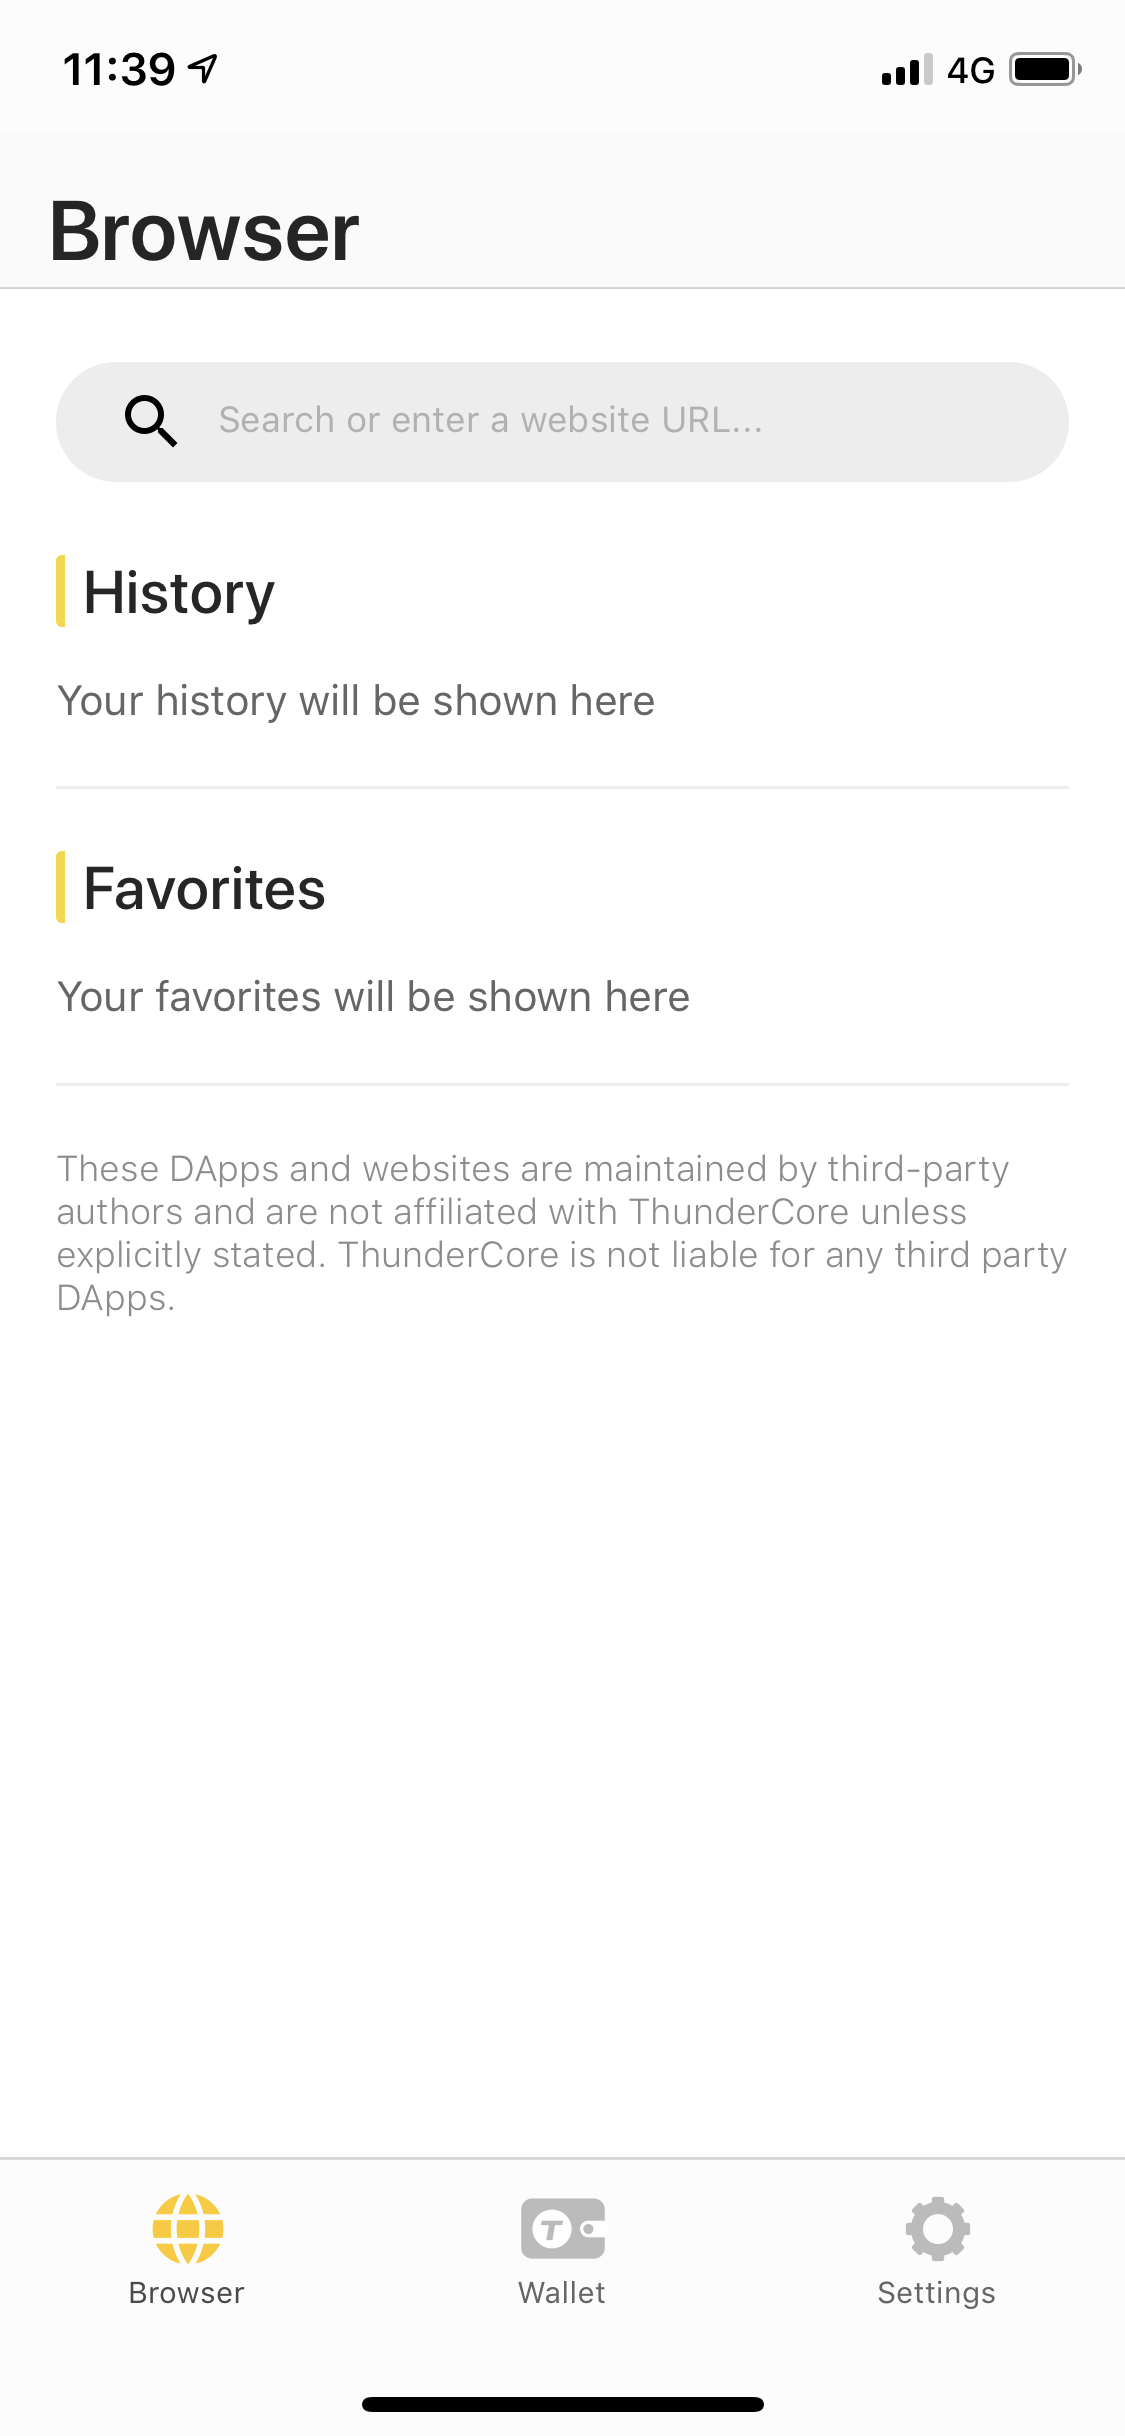 11:39
4G
Browser
Search or enter a website URL...
History
Your history will be shown here
Favorites
Your favorites will be shown here
These DApps and websites are maintained by third-party
authors and are not affiliated with ThunderCore unless
explicitly stated. ThunderCore is not liable for any third party
DApps.
T
Browser
Wallet
Settings